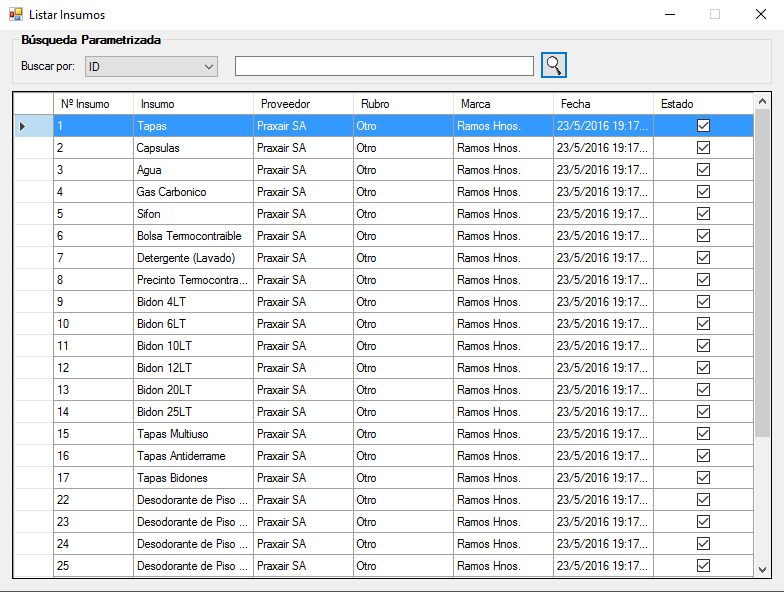 Listar Insumos
Búsqueda Parametrizada
Buscar por: ID
Nº Insumo Insumo Proveedor Rubro Marca Fecha Estado
1 Tapas Praxair SA Otro Ramos Hnos. 23/5/2016 19:17...
2 Capsulas Praxair SA Otro Ramos Hnos. 23/5/2016 19:17...
3 Agua Praxair SA Otro Ramos Hnos. 23/5/2016 19:17...
4 Gas Carbonico Praxair SA Otro Ramos Hnos. 23/5/2016 19:17...
5 Sifon Praxair SA Otro Ramos Hnos. 23/5/2016 19:17...
6 Bolsa Termocontraible Praxair SA Otro Ramos Hnos. 23/5/2016 19:17...
7 Detergente (Lavado) Praxair SA Otro Ramos Hnos. 23/5/2016 19:17...
8 Precinto Termocontra... Praxair SA Otro Ramos Hnos. 23/5/2016 19:17...
9 Bidon 4LT Praxair SA Otro Ramos Hnos. 23/5/2016 19:17...
10 Bidon 6LT Praxair SA Otro Ramos Hnos. 23/5/2016 19:17...
11 Bidon 10LT Praxair SA Otro Ramos Hnos. 23/5/2016 19:17...
12 Bidon 12LT Praxair SA Otro Ramos Hnos. 23/5/2016 19:17...
13 Bidon 20LT Praxair SA Otro Ramos Hnos. 23/5/2016 19:17...
14 Bidon 25LT Praxair SA Otro Ramos Hnos. 23/5/2016 19:17...
15 Tapas Multiuso Praxair SA Otro Ramos Hnos. 23/5/2016 19:17...
16 Tapas Antiderrame Praxair SA Otro Ramos Hnos. 23/5/2016 19:17...
17 Tapas Bidones Praxair SA Otro Ramos Hnos. 23/5/2016 19:17...
22 Desodorante de Piso ... Praxair SA Otro Ramos Hnos. 23/5/2016 19:17...
23 Desodorante de Piso ... Praxair SA Otro Ramos Hnos. 23/5/2016 19:17...
24 Desodorante de Piso ... Praxair SA Otro Ramos Hnos. 23/5/2016 19:17...
25 Desodorante de Piso ... Praxair SA Otro Ramos Hnos. 23/5/2016 19:17...